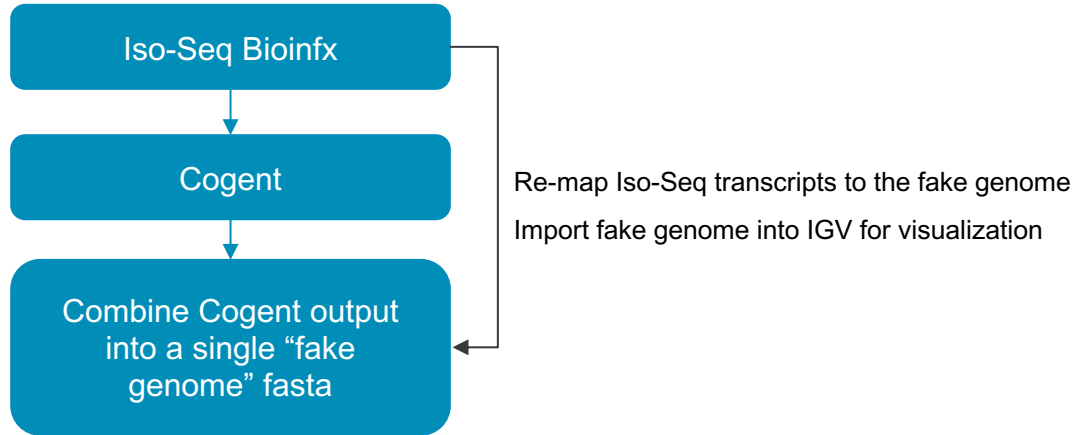 Iso-Seq Bioinfx
Cogent
Re-map Iso-Seq transcripts to the fake genome
Import fake genome into IGV for visualization
Combine Cogent output
into a single “fake
genome” fasta